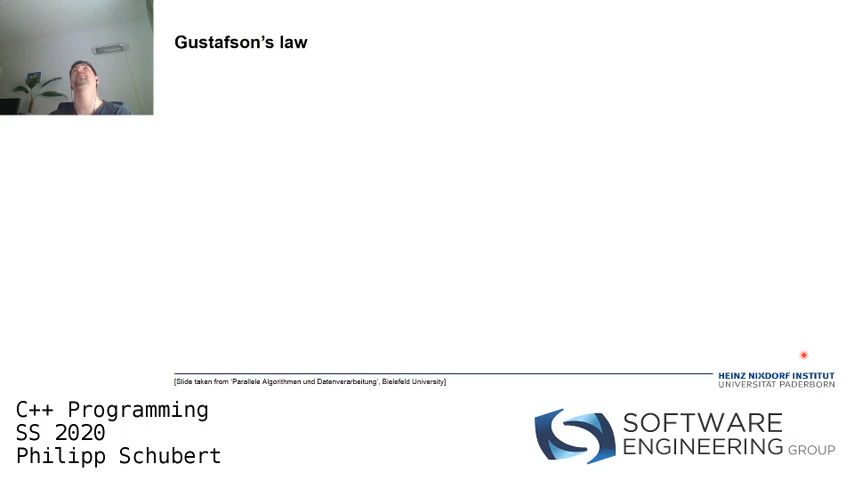 Gustafson's law
[Slide taken from 'Parallele Algorithmen und Datenverarbeitung', Bielefeld University]
HEINZ NIXDORF INSTITUT
UNIVERSITÄT PADERBORN
C++ Programming
SS 2020
Philipp Schubert
SOFTWARE
ENGINEERING GROUP